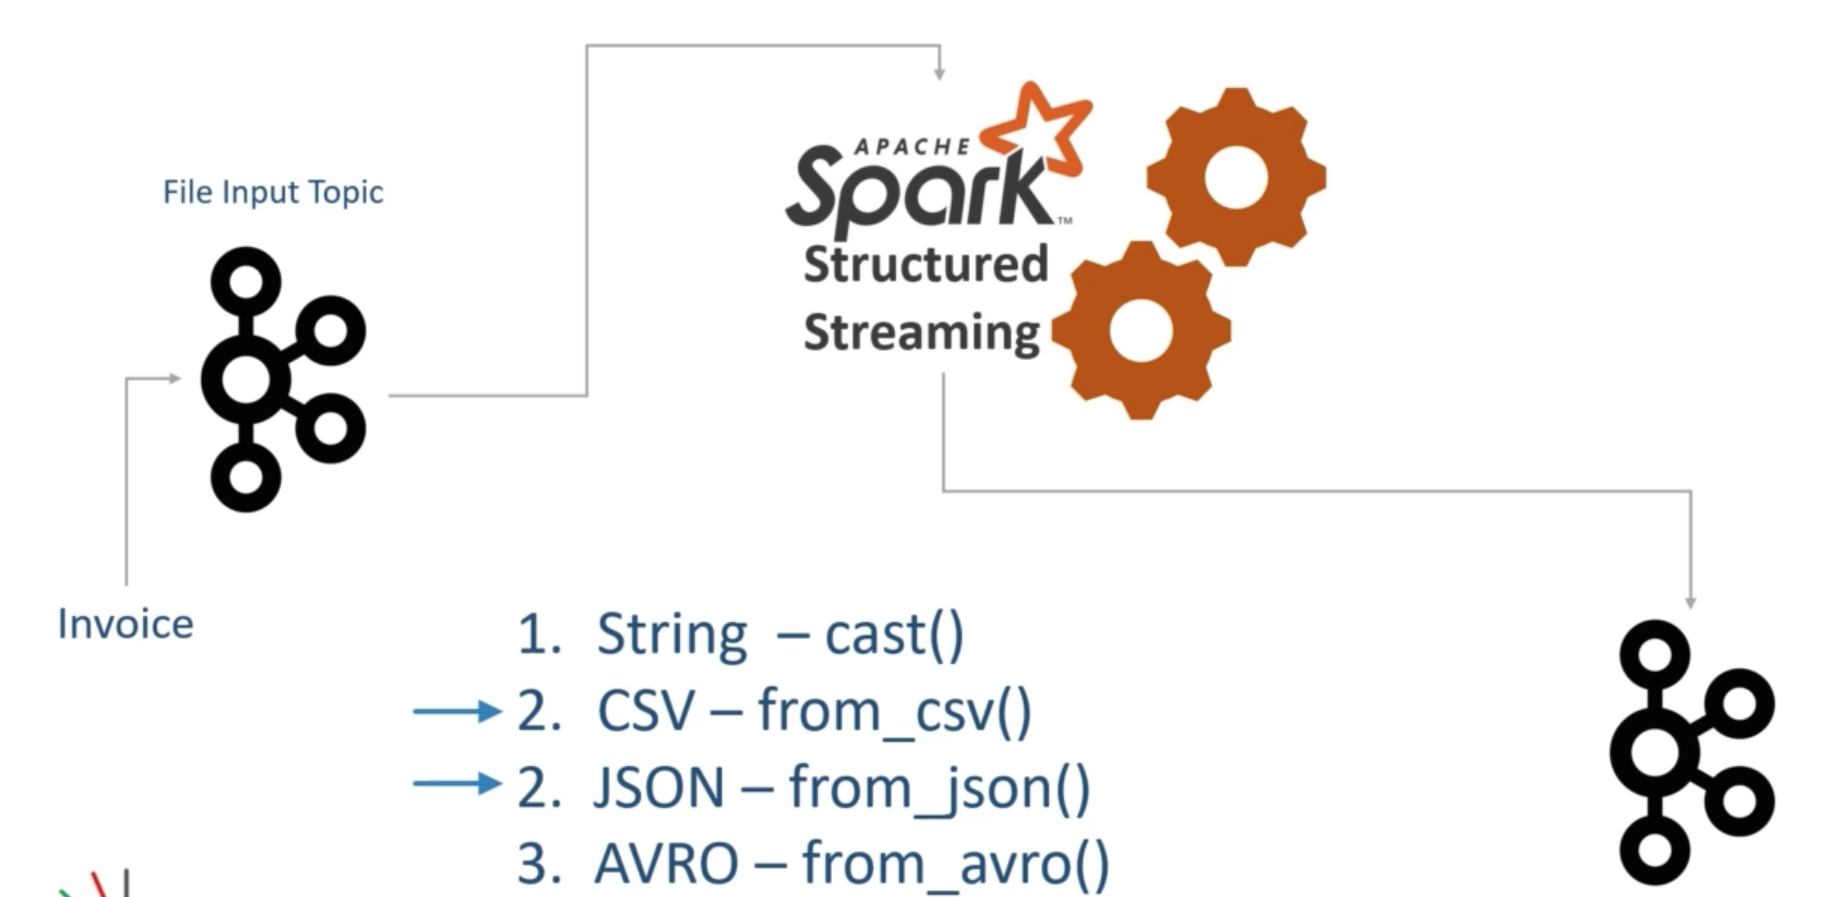 File Input Topic
APACHE
Spark™
Structured
Streaming
Invoice
1. String – cast()
2. CSV – from_csv()
2. JSON – from_json()
3. AVRO – from_avro()